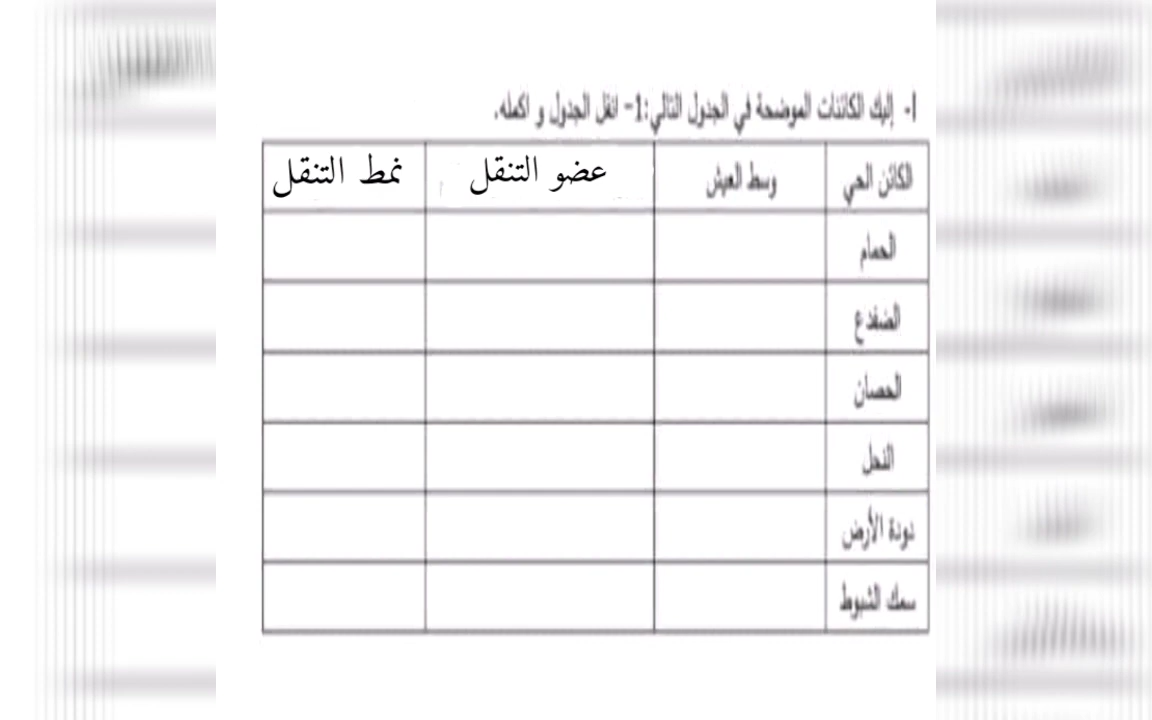 I- إليك الكائنات الموضحة في الجدول التالي:1- انقل الجدول و اكمله.
الكائن الحي وسط العيش عضو التنقل نمط التنقل
الحمام
الضفدع
الحصان
النحل
دودة الأرض
سمك الشبوط